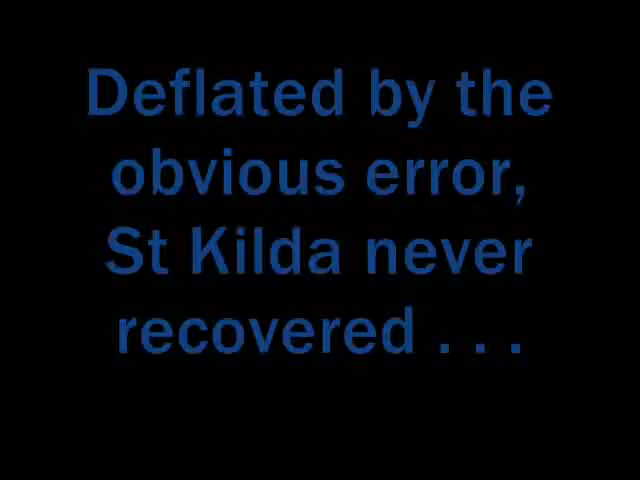 Deflated by the
obvious error,
St Kilda never
recovered . . .